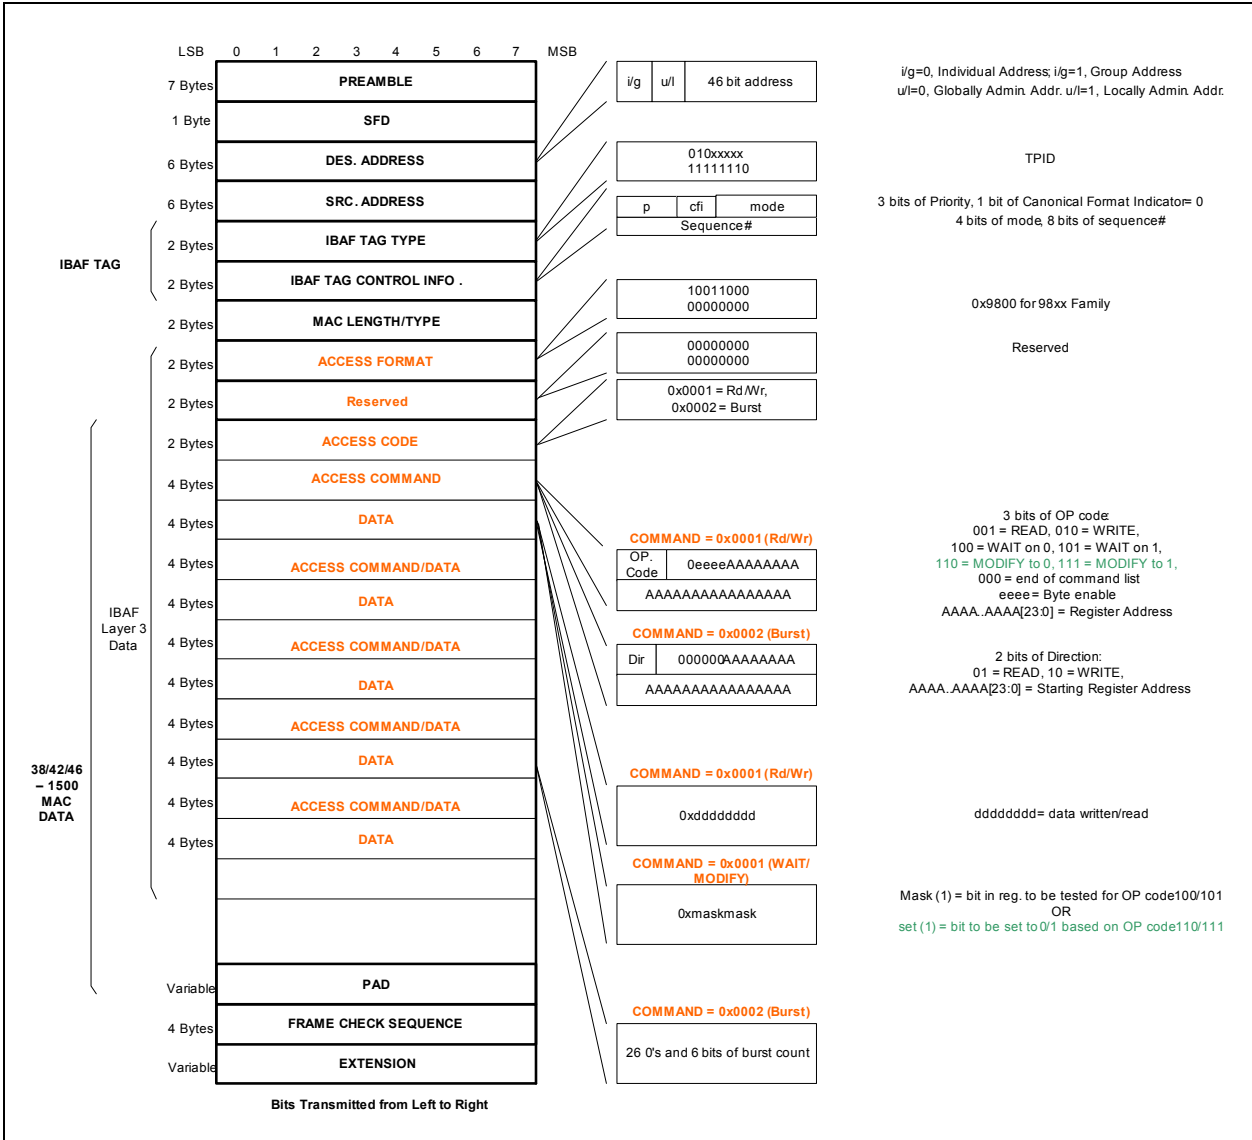 LSB 0 1 2 3 4 5 6 7 MSB
7 Bytes PREAMBLE
1 Byte SFD
6 Bytes DES. ADDRESS
6 Bytes SRC. ADDRESS
IBAF TAG
2 Bytes IBAF TAG TYPE
2 Bytes IBAF TAG CONTROL INFO .
2 Bytes MAC LENGTH/TYPE
2 Bytes ACCESS FORMAT
2 Bytes Reserved
2 Bytes ACCESS CODE
4 Bytes ACCESS COMMAND
4 Bytes DATA
4 Bytes ACCESS COMMAND/DATA
4 Bytes DATA
4 Bytes ACCESS COMMAND/DATA
4 Bytes DATA
4 Bytes ACCESS COMMAND/DATA
4 Bytes DATA
4 Bytes ACCESS COMMAND/DATA
4 Bytes DATA
IBAF
Layer 3
Data
38/42/46
– 1500
MAC
DATA
Variable PAD
4 Bytes FRAME CHECK SEQUENCE
Variable EXTENSION
Bits Transmitted from Left to Right
i/g u/l 46 bit address
i/g=0, Individual Address; i/g=1, Group Address
u/l=0, Globally Admin. Addr. u/l=1, Locally Admin. Addr.
010xxxxx
11111110
TPID
p cfi mode
Sequence#
3 bits of Priority, 1 bit of Canonical Format Indicator= 0
4 bits of mode, 8 bits of sequence#
10011000
00000000
0x9800 for 98xx Family
00000000
00000000
Reserved
0x0001 = Rd/Wr,
0x0002 = Burst
COMMAND = 0x0001 (Rd/Wr)
OP.
Code
0eeeeAAAAAAAA
AAAAAAAAAAAAAAAA
3 bits of OP code:
001 = READ, 010 = WRITE,
100 = WAIT on 0, 101 = WAIT on 1,
110 = MODIFY to 0, 111 = MODIFY to 1,
000 = end of command list
eeee = Byte enable
AAAA..AAAA[23:0] = Register Address
COMMAND = 0x0002 (Burst)
Dir 000000AAAAAAAA
AAAAAAAAAAAAAAAA
2 bits of Direction:
01 = READ, 10 = WRITE,
AAAA..AAAA[23:0] = Starting Register Address
COMMAND = 0x0001 (Rd/Wr)
0xdddddddd
dddddddd = data written/read
COMMAND = 0x0001 (WAIT/
MODIFY)
0xmaskmask
Mask (1) = bit in reg. to be tested for OP code100/101
OR
set (1) = bit to be set to 0/1 based on OP code110/111
COMMAND = 0x0002 (Burst)
26 0's and 6 bits of burst count